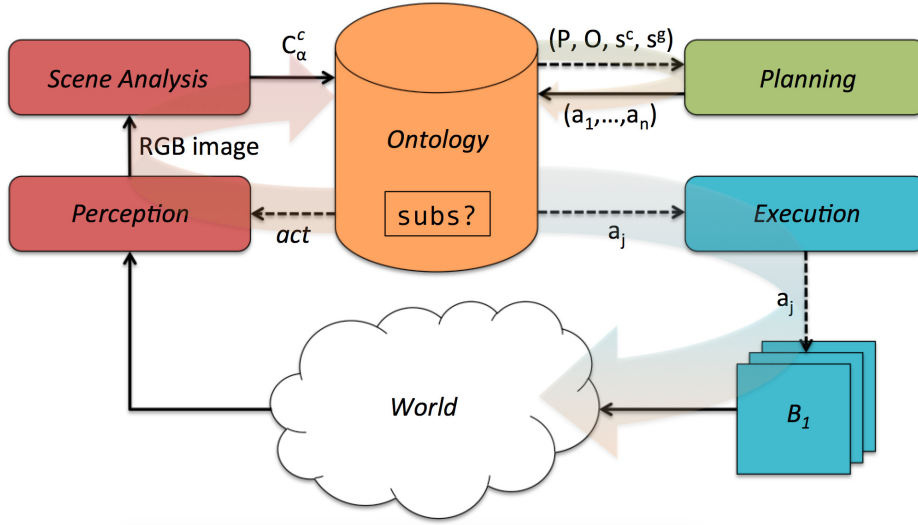 C_α^c
(P, O, s^c, s^g)
Scene Analysis
Planning
(a_1,...,a_n)
Ontology
RGB image
Perception
subs?
Execution
act
a_j
a_j
World
B_1